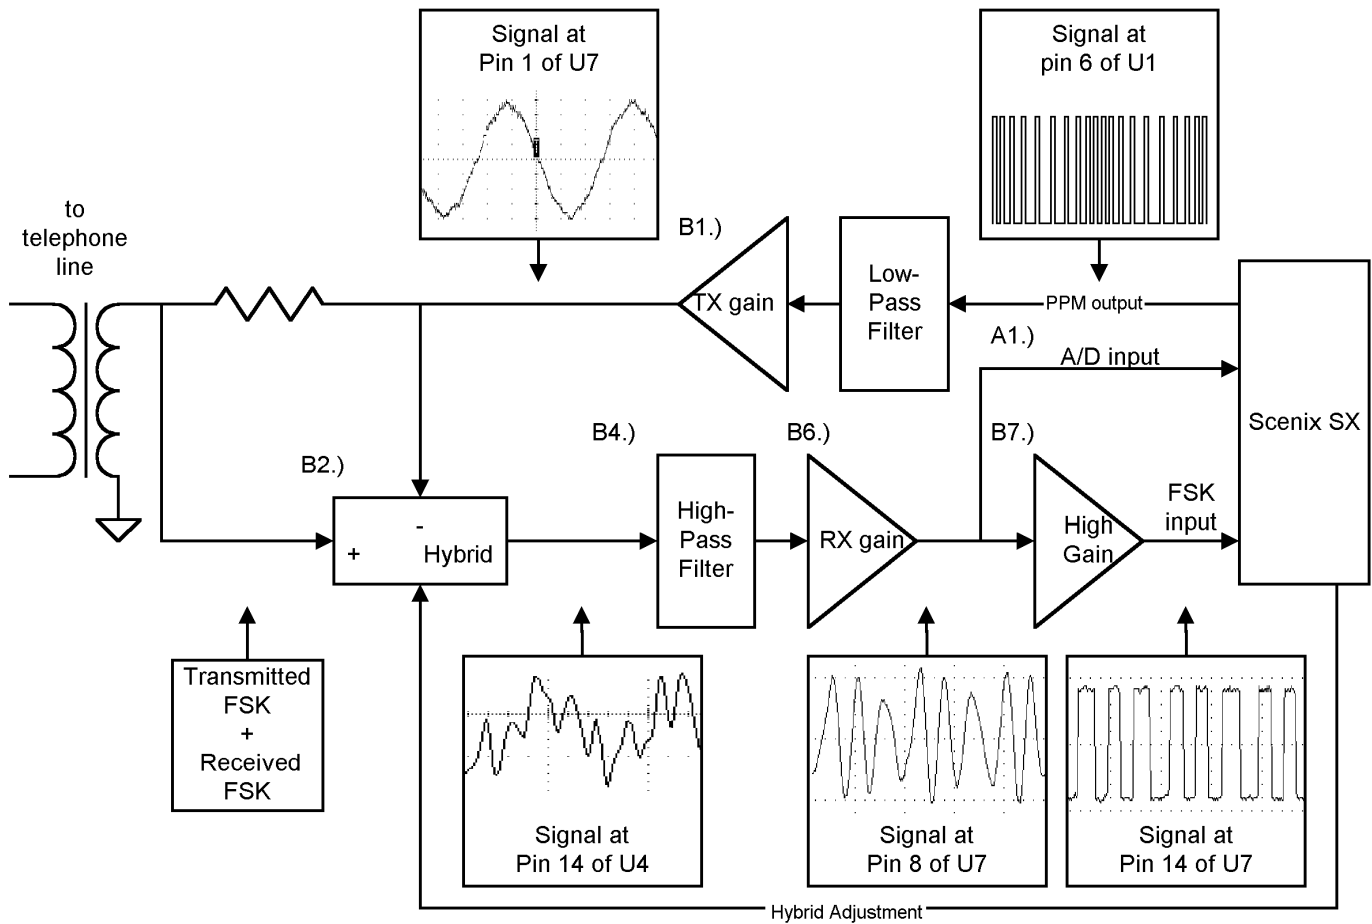 Signal at
Pin 1 of U7
Signal at
pin 6 of U1
to
telephone
line
B1.)
TX gain
Low-
Pass
Filter
PPM output
A1.)
A/D input
Scenix SX
B2.)
-
+
Hybrid
B4.)
High-
Pass
Filter
B6.)
RX gain
B7.)
High
Gain
FSK
input
Transmitted
FSK
+
Received
FSK
Signal at
Pin 14 of U4
Signal at
Pin 8 of U7
Signal at
Pin 14 of U7
Hybrid Adjustment